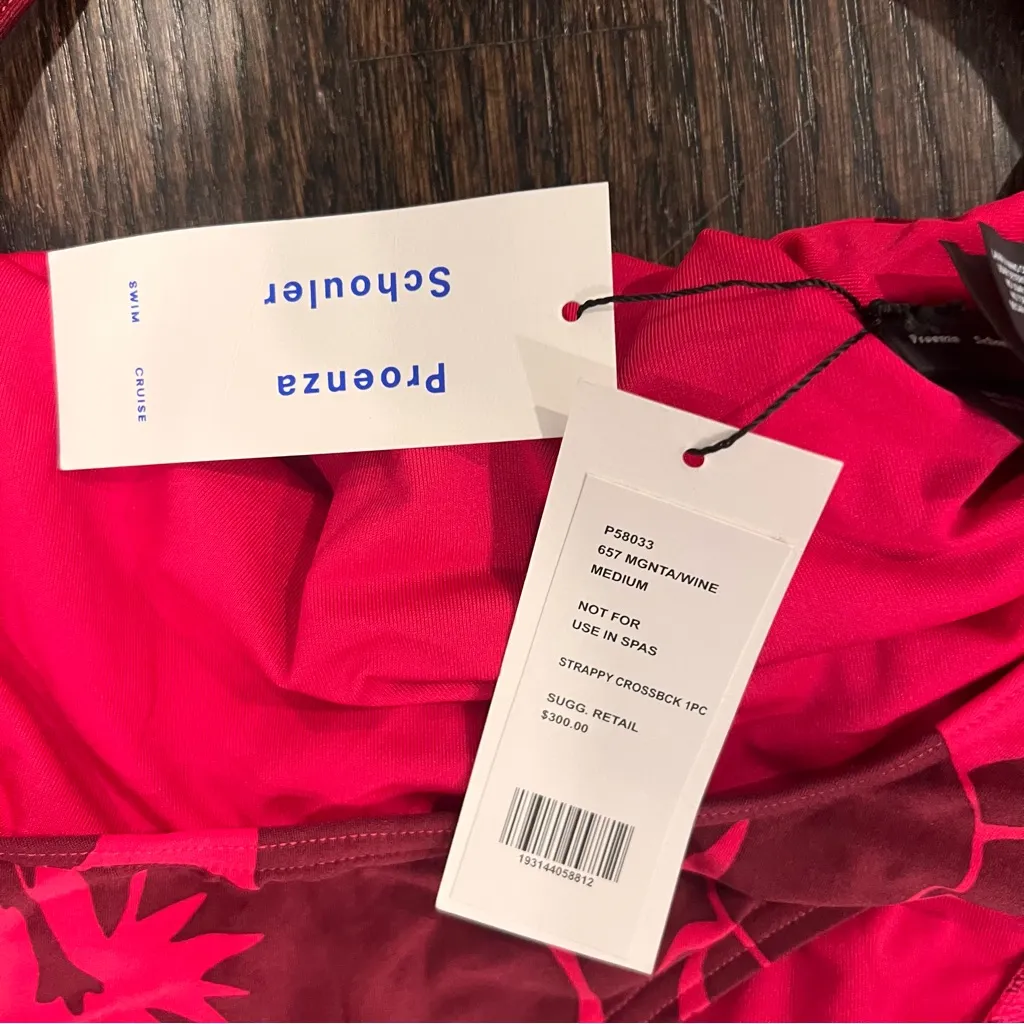 Proenza
Schouler
SWIM CRUISE
P58033
657 MGNTA/WINE
MEDIUM
NOT FOR
USE IN SPAS
STRAPPY CROSSBCK 1PC
SUGG. RETAIL
$300.00
193144058812
Proenza